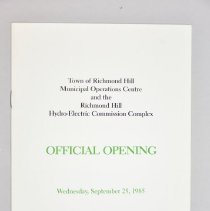 Town of Richmond Hill
Municipal Operations Centre
and the
Richmond Hill
Hydro-Electric Commission Complex
OFFICIAL OPENING
Wednesday, September 25, 1985